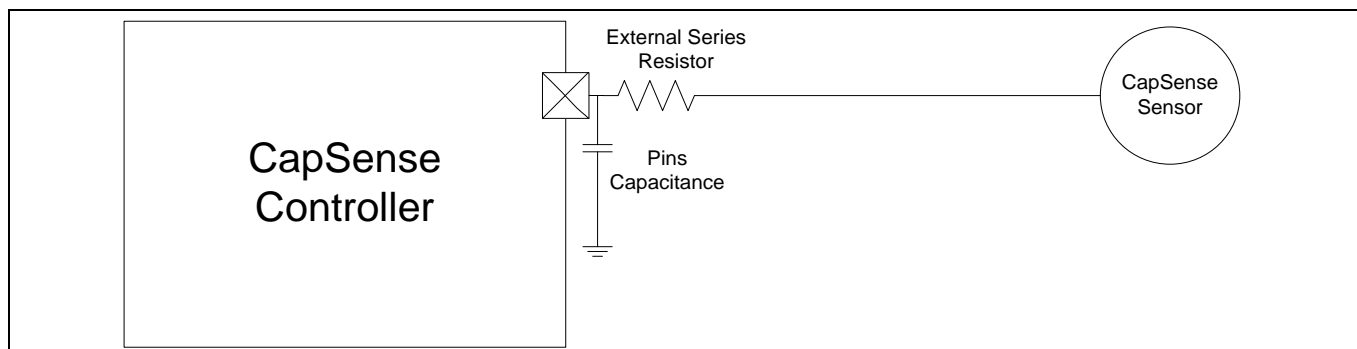 External Series
Resistor
CapSense
Sensor
CapSense
Controller
Pins
Capacitance